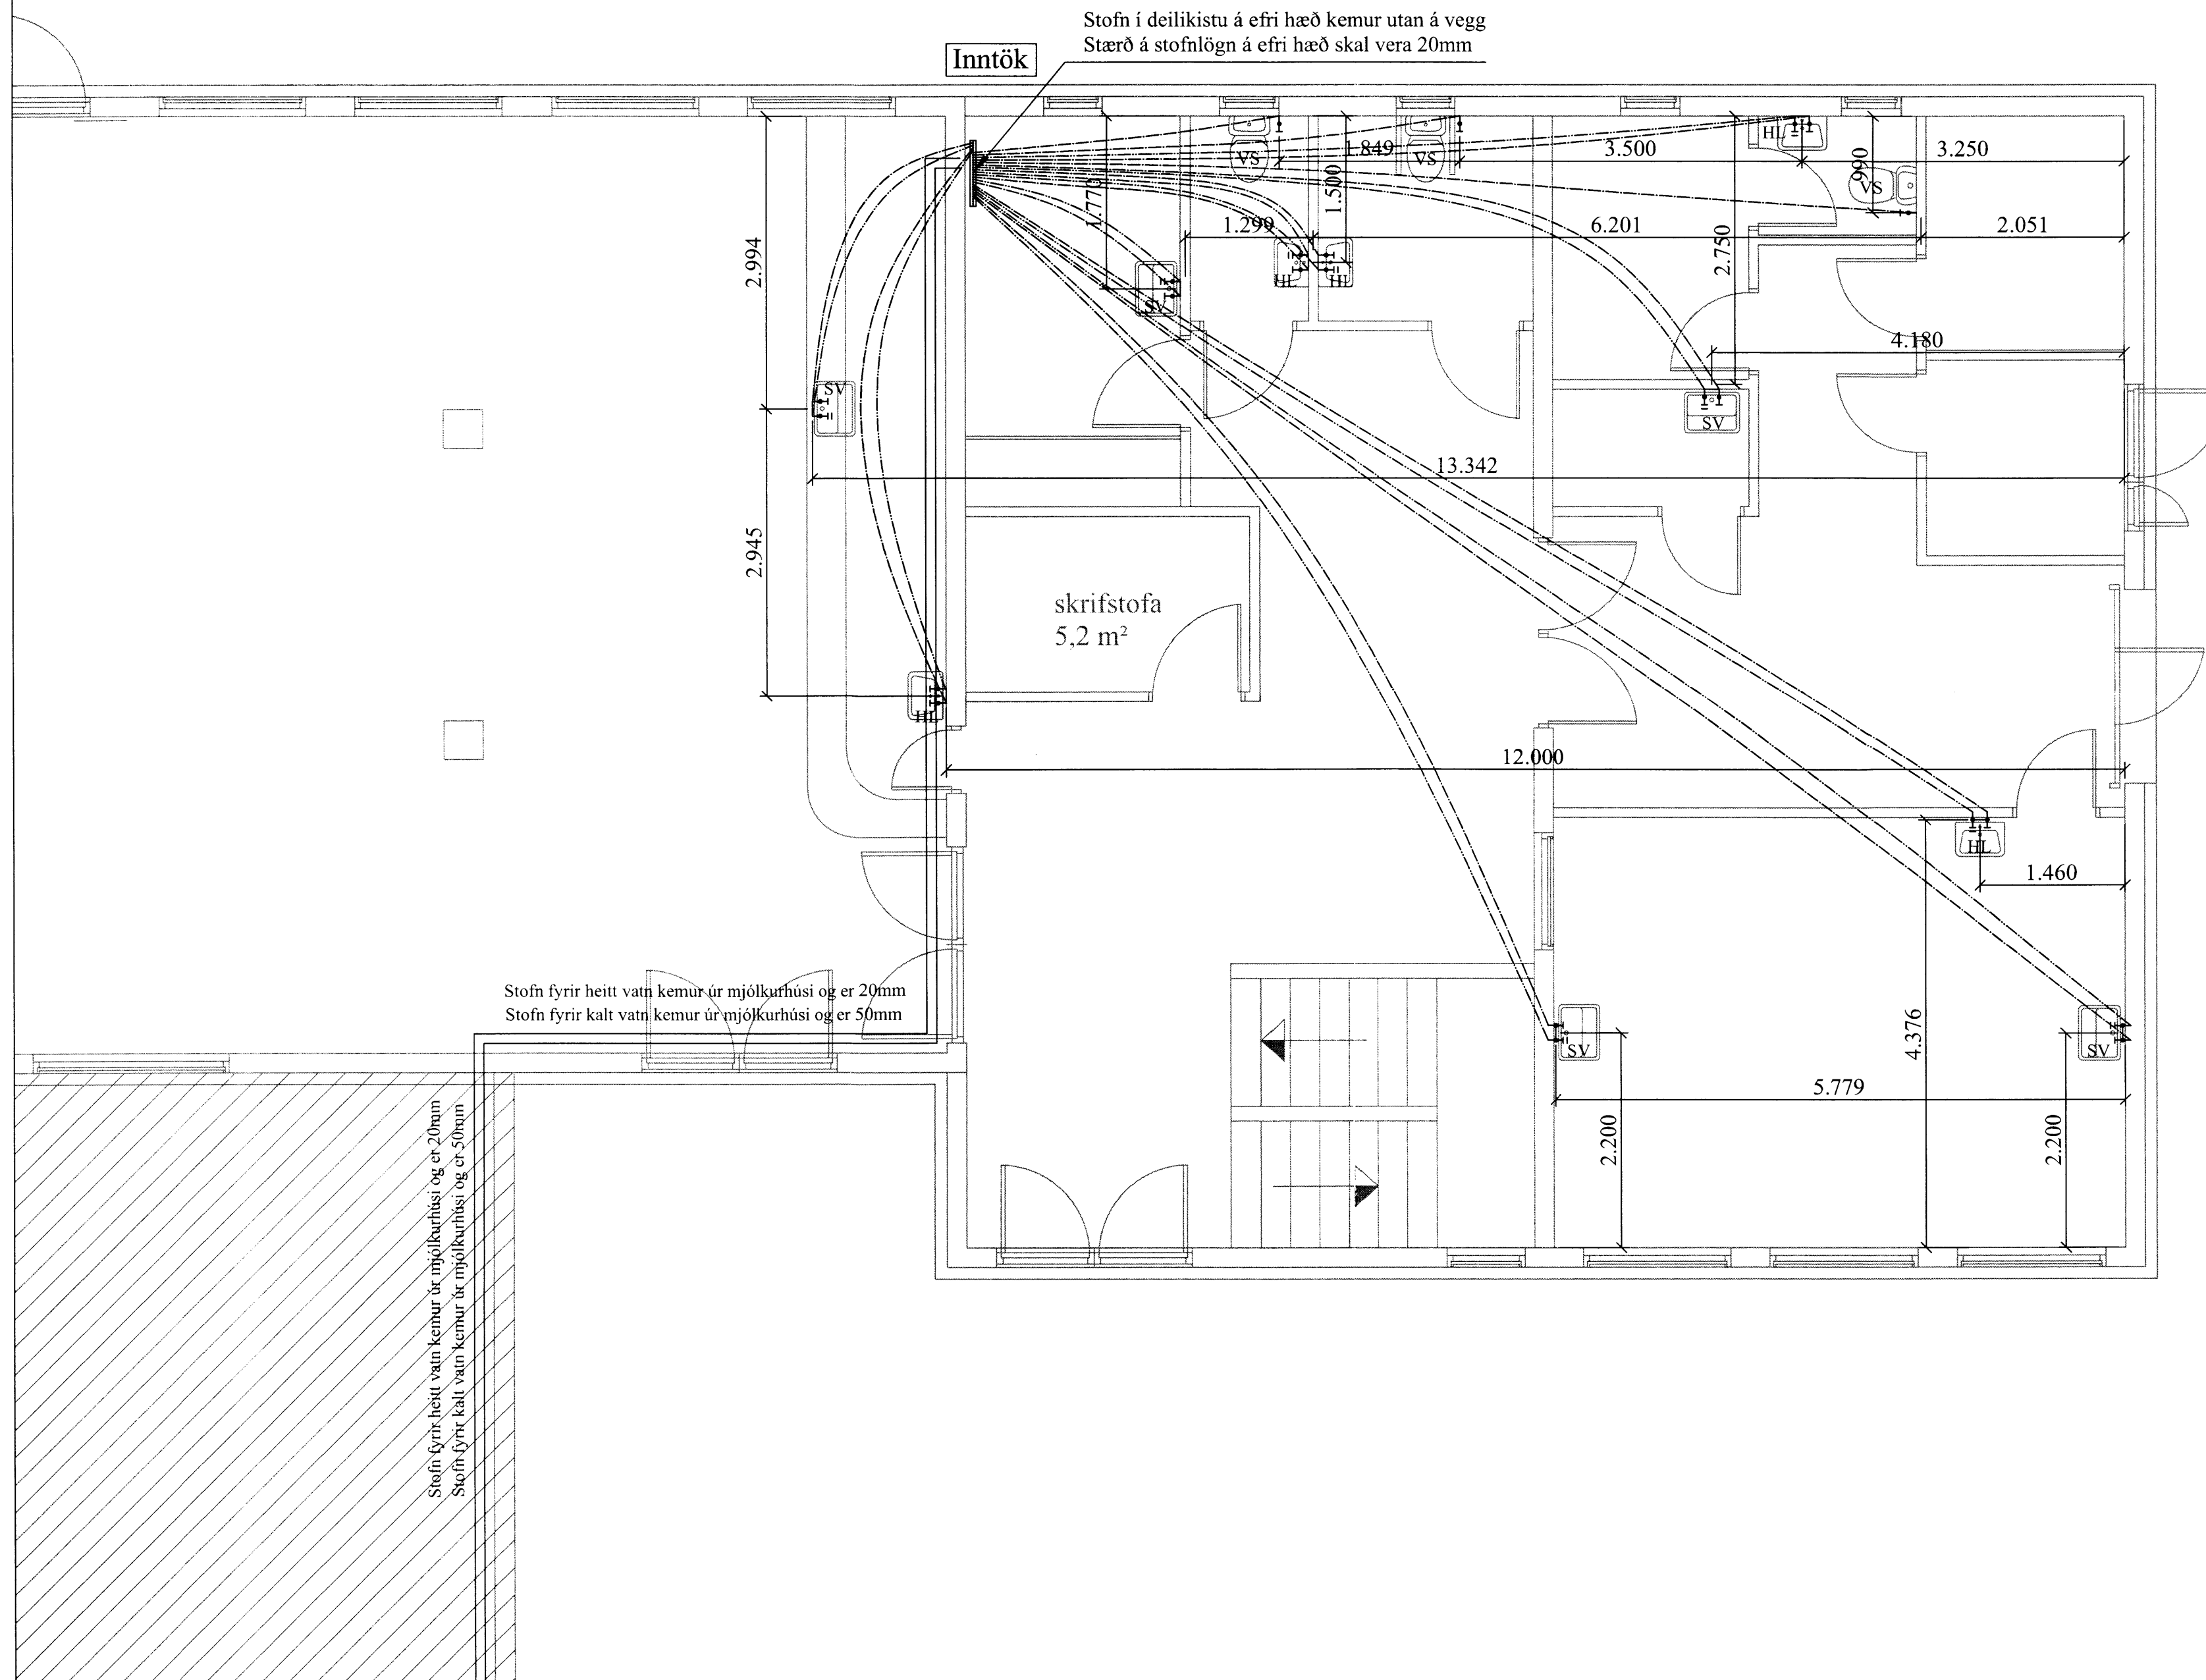 Stofn í deilikistu á efri hæð kemur utan á vegg
Stærð á stofnlögn á efri hæð skal vera 20mm
Inntök
HL
VS
1.849
VS
3.500
3.250
990
VS
1.770
1.500
1.299
6.201
2.051
2.750
2.994
HL
HL
SV
4.180
SV
SV
13.342
2.945
skrifstofa
5,2 m²
HL
12.000
HL
1.460
Stofn fyrir heitt vatn kemur úr mjólkurhúsi og er 20mm
Stofn fyrir kalt vatn kemur úr mjólkurhúsi og er 50mm
4.376
SV
SV
5.779
2.200
2.200
Stofn fyrir heitt vatn kemur úr mjólkurhúsi og er 20mm
Stofn fyrir kalt vatn kemur úr mjólkurhúsi og er 50mm